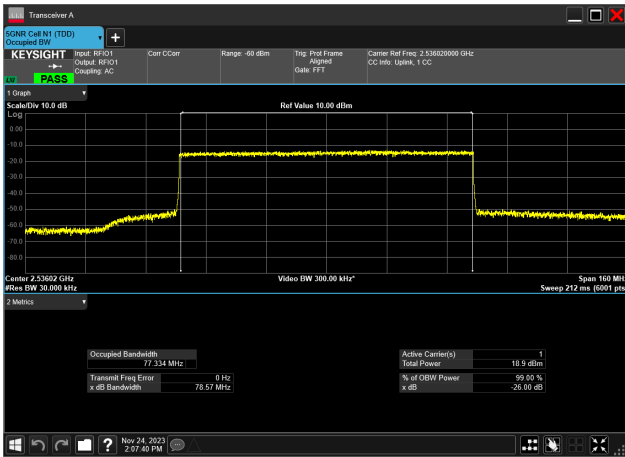 Transceiver A
5GNR Cell N1 (TDD)
Occupied BW
KEYSIGHT
Input: RFIO1
Output: RFIO1
Coupling: AC
Corr CCorr
Range: -60 dBm
Trig: Prot Frame
Aligned
Gate: FFT
Carrier Ref Freq: 2.536020000 GHz
CC Info: Uplink, 1 CC
PASS
1 Graph
Scale/Div 10.0 dB
Ref Value 10.00 dBm
Log
0.00
-10.0
-20.0
-30.0
-40.0
-50.0
-60.0
-70.0
-80.0
Center 2.53602 GHz
Video BW 300.00 kHz*
Span 160 MHz
#Res BW 30.000 kHz
Sweep 212 ms (6001 pts
2 Metrics
Occupied Bandwidth
77.334 MHz
Active Carrier(s) 1
Total Power 18.9 dBm
Transmit Freq Error 0 Hz
x dB Bandwidth 78.57 MHz
% of OBW Power 99.00 %
x dB -26.00 dB
Nov 24, 2023
2:07:40 PM